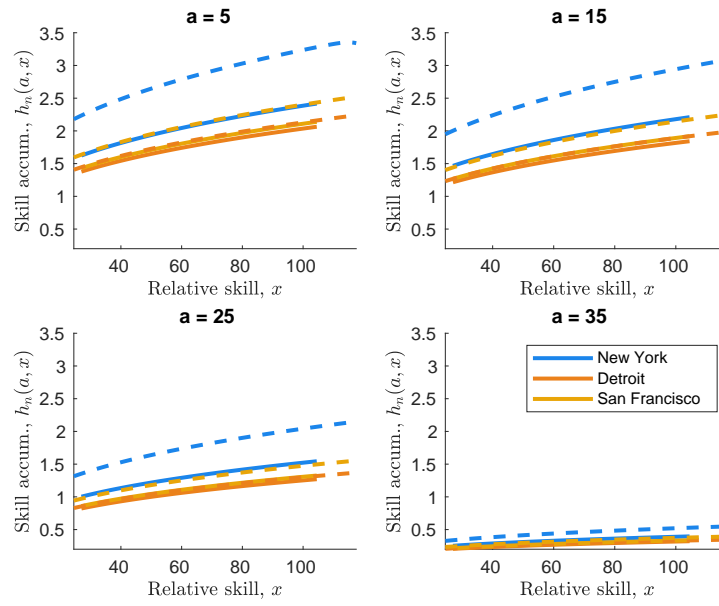 a = 5
3.5
3
2.5
2
1.5
1
0.5
Skill accum., h_n(a, x)
40 60 80 100
Relative skill, x
a = 15
3.5
3
2.5
2
1.5
1
0.5
Skill accum., h_n(a, x)
40 60 80 100
Relative skill, x
a = 25
3.5
3
2.5
2
1.5
1
0.5
Skill accum., h_n(a, x)
40 60 80 100
Relative skill, x
a = 35
3.5
3
2.5
2
1.5
1
0.5
Skill accum., h_n(a, x)
New York
Detroit
San Francisco
40 60 80 100
Relative skill, x